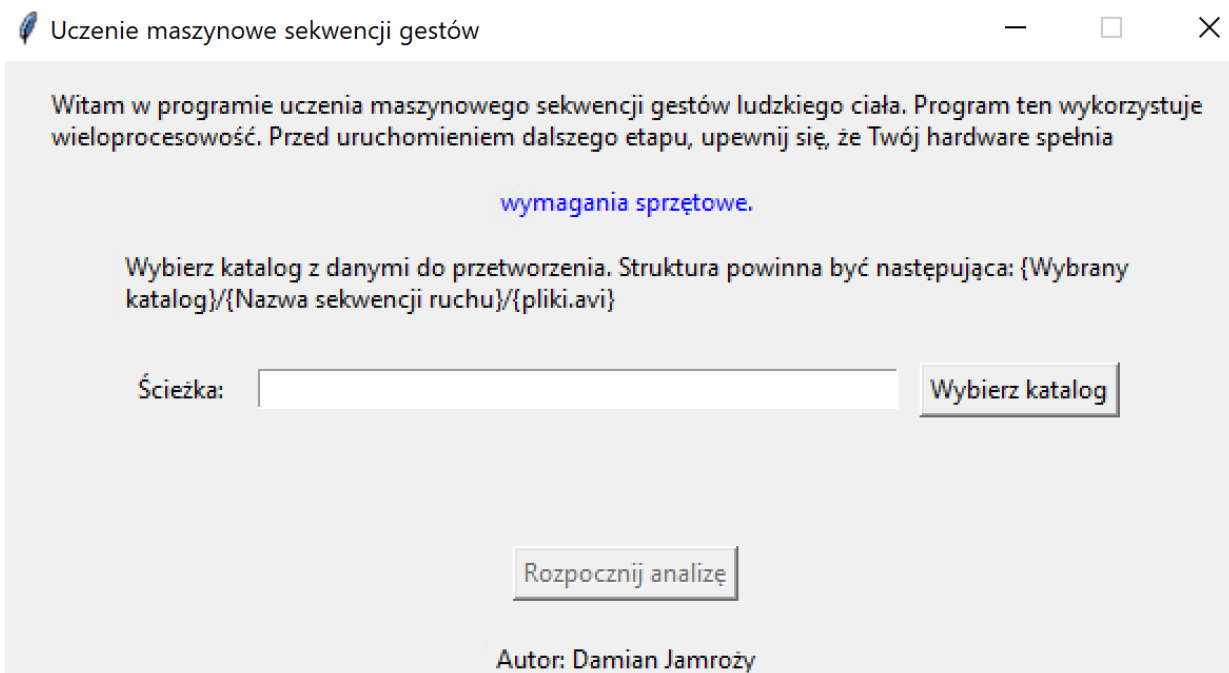 Uczenie maszynowe sekwencji gestów
Witam w programie uczenia maszynowego sekwencji gestów ludzkiego ciała. Program ten wykorzystuje
wieloprocesowość. Przed uruchomieniem dalszego etapu, upewnij się, że Twój hardware spełnia
wymagania sprzętowe.
Wybierz katalog z danymi do przetworzenia. Struktura powinna być następująca: {Wybrany
katalog}/{Nazwa sekwencji ruchu}/{pliki.avi}
Ścieżka:
Wybierz katalog
Rozpocznij analizę
Autor: Damian Jamroży